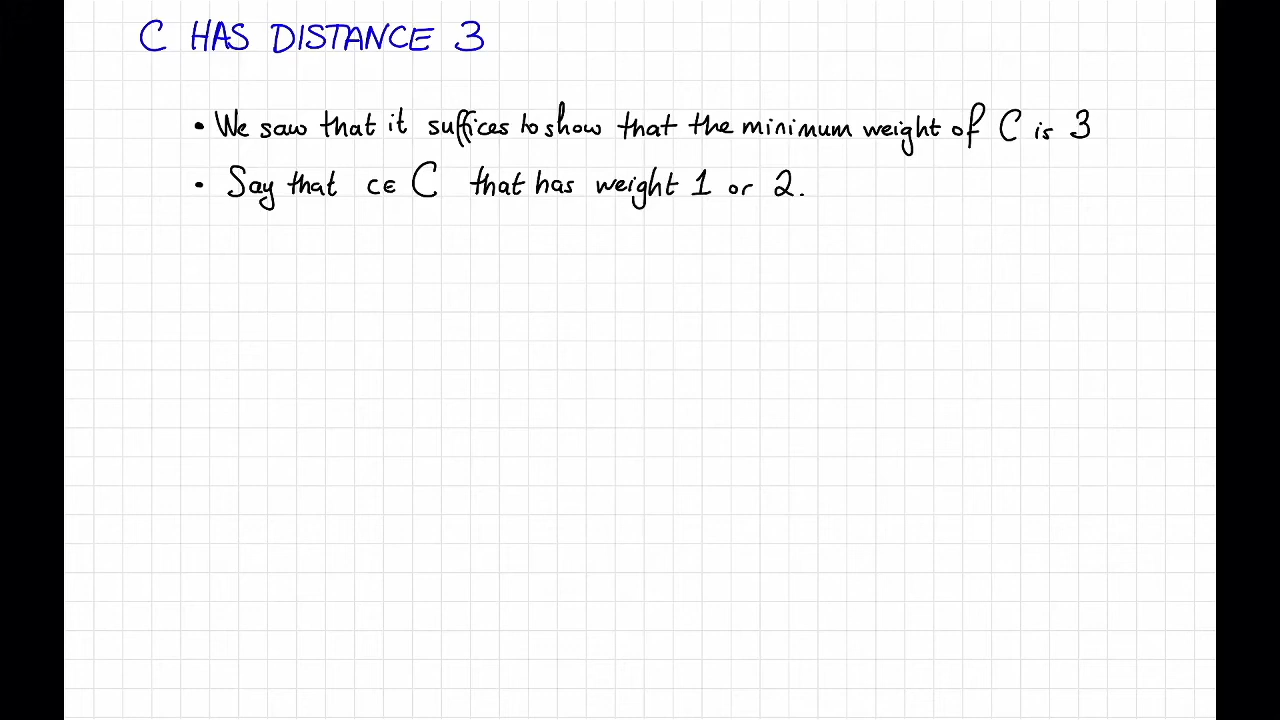 C HAS DISTANCE 3
• We saw that it suffices to show that the minimum weight of C is 3
• Say that c∈ C that has weight 1 or 2.